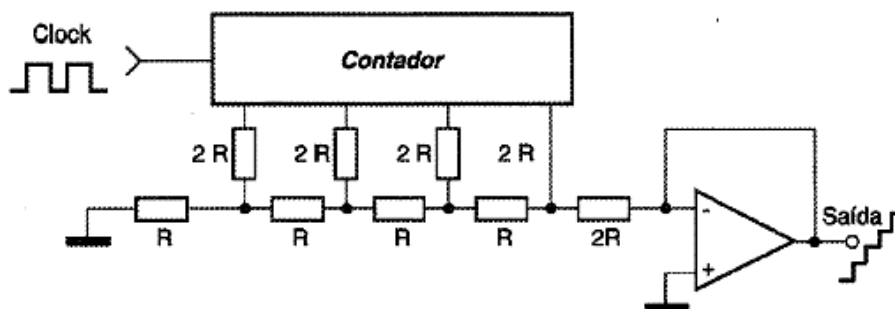 Clock
Contador
2 R 2 R 2 R 2 R
R R R R 2R
-
+
Saída